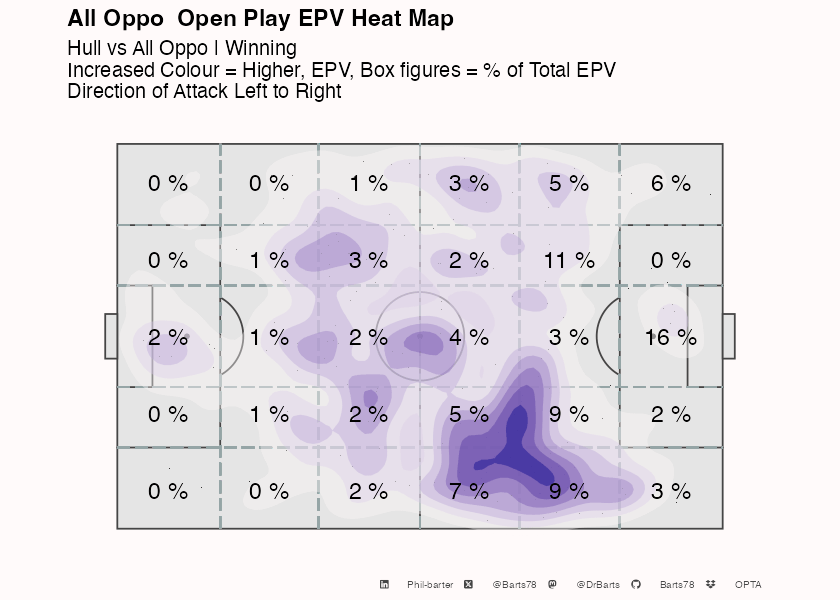 All Oppo  Open Play EPV Heat Map
Hull vs All Oppo | Winning
Increased Colour = Higher, EPV, Box figures = % of Total EPV
Direction of Attack Left to Right
0 % 0 % 1 % 3 % 5 % 6 %
0 % 1 % 3 % 2 % 11 % 0 %
2 % 1 % 2 % 4 % 3 % 16 %
0 % 1 % 2 % 5 % 9 % 2 %
0 % 0 % 2 % 7 % 9 % 3 %
Phil-barter @Barts78 @DrBarts Barts78 OPTA